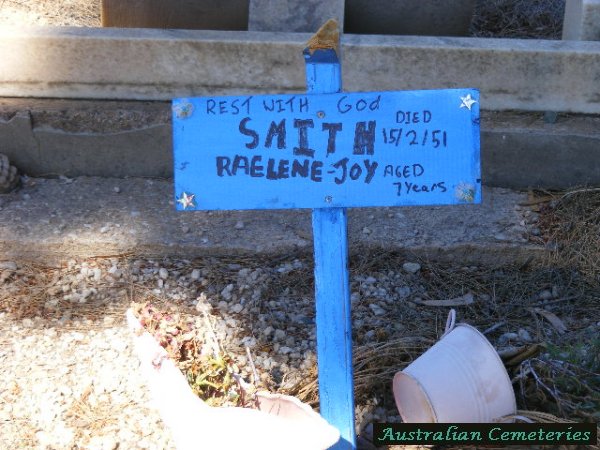 REST WITH GOD
SMITH
RAELENE-JOY
DIED
15/2/51
AGED
7 Years
Australian Cemeteries